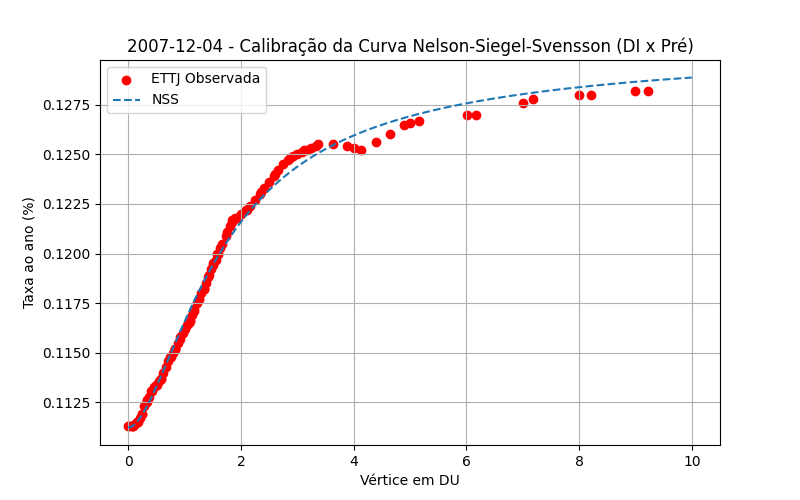 2007-12-04 - Calibração da Curva Nelson-Siegel-Svensson (DI x Pré)
ETTJ Observada
NSS
Taxa ao ano (%)
0.1275
0.1250
0.1225
0.1200
0.1175
0.1150
0.1125
0 2 4 6 8 10
Vértice em DU